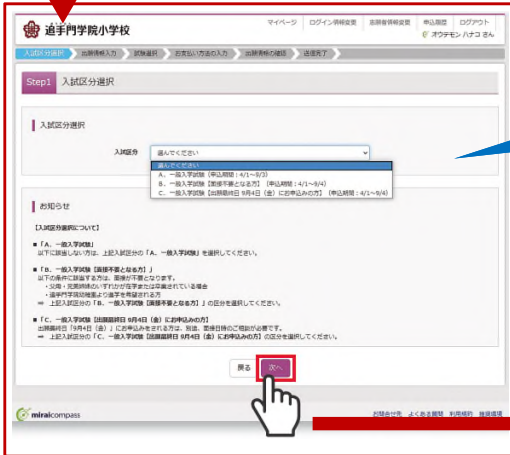 追手門学院小学校
マイページ ログイン情報変更 志願者情報変更 申込履歴 ログアウト
オウテモン ハナコ さん
入試区分選択 出願情報入力 試験選択 お支払い方法の入力 出願情報の確認 送信完了
Step1 入試区分選択
入試区分選択
入試区分 選んでください
選んでください
A、一般入学試験（申込期間：4/1～9/3）
B、一般入学試験【面接不要となる方】（申込期間：4/1～9/4）
C、一般入学試験【出願最終日 9月4日（金）にお申込みの方】（申込期間：4/1～9/4）
お知らせ
【入試区分選択について】
■「A、一般入学試験」
以下に該当しない方は、上記入試区分の「A、一般入学試験」を選択してください。
■「B、一般入学試験【面接不要となる方】」
以下の条件に該当する方は、面接が不要となります。
・父母・兄弟姉妹のいずれかが在学または卒業されている場合
・追手門学院幼稚園より進学を希望される方
⇒ 上記入試区分の「B、一般入学試験【面接不要となる方】」の区分を選択してください。
■「C、一般入学試験【出願最終日 9月4日（金）にお申込みの方】
出願最終日「9月4日（金）」にお申込みをされる方は、別途、面接日時のご相談が必要です。
⇒ 上記入試区分の「C、一般入学試験【出願最終日 9月4日（金）にお申込みの方】の区分を選択してください。
戻る 次へ
miraicompass
お問合せ先 よくある質問 利用規約 推奨環境